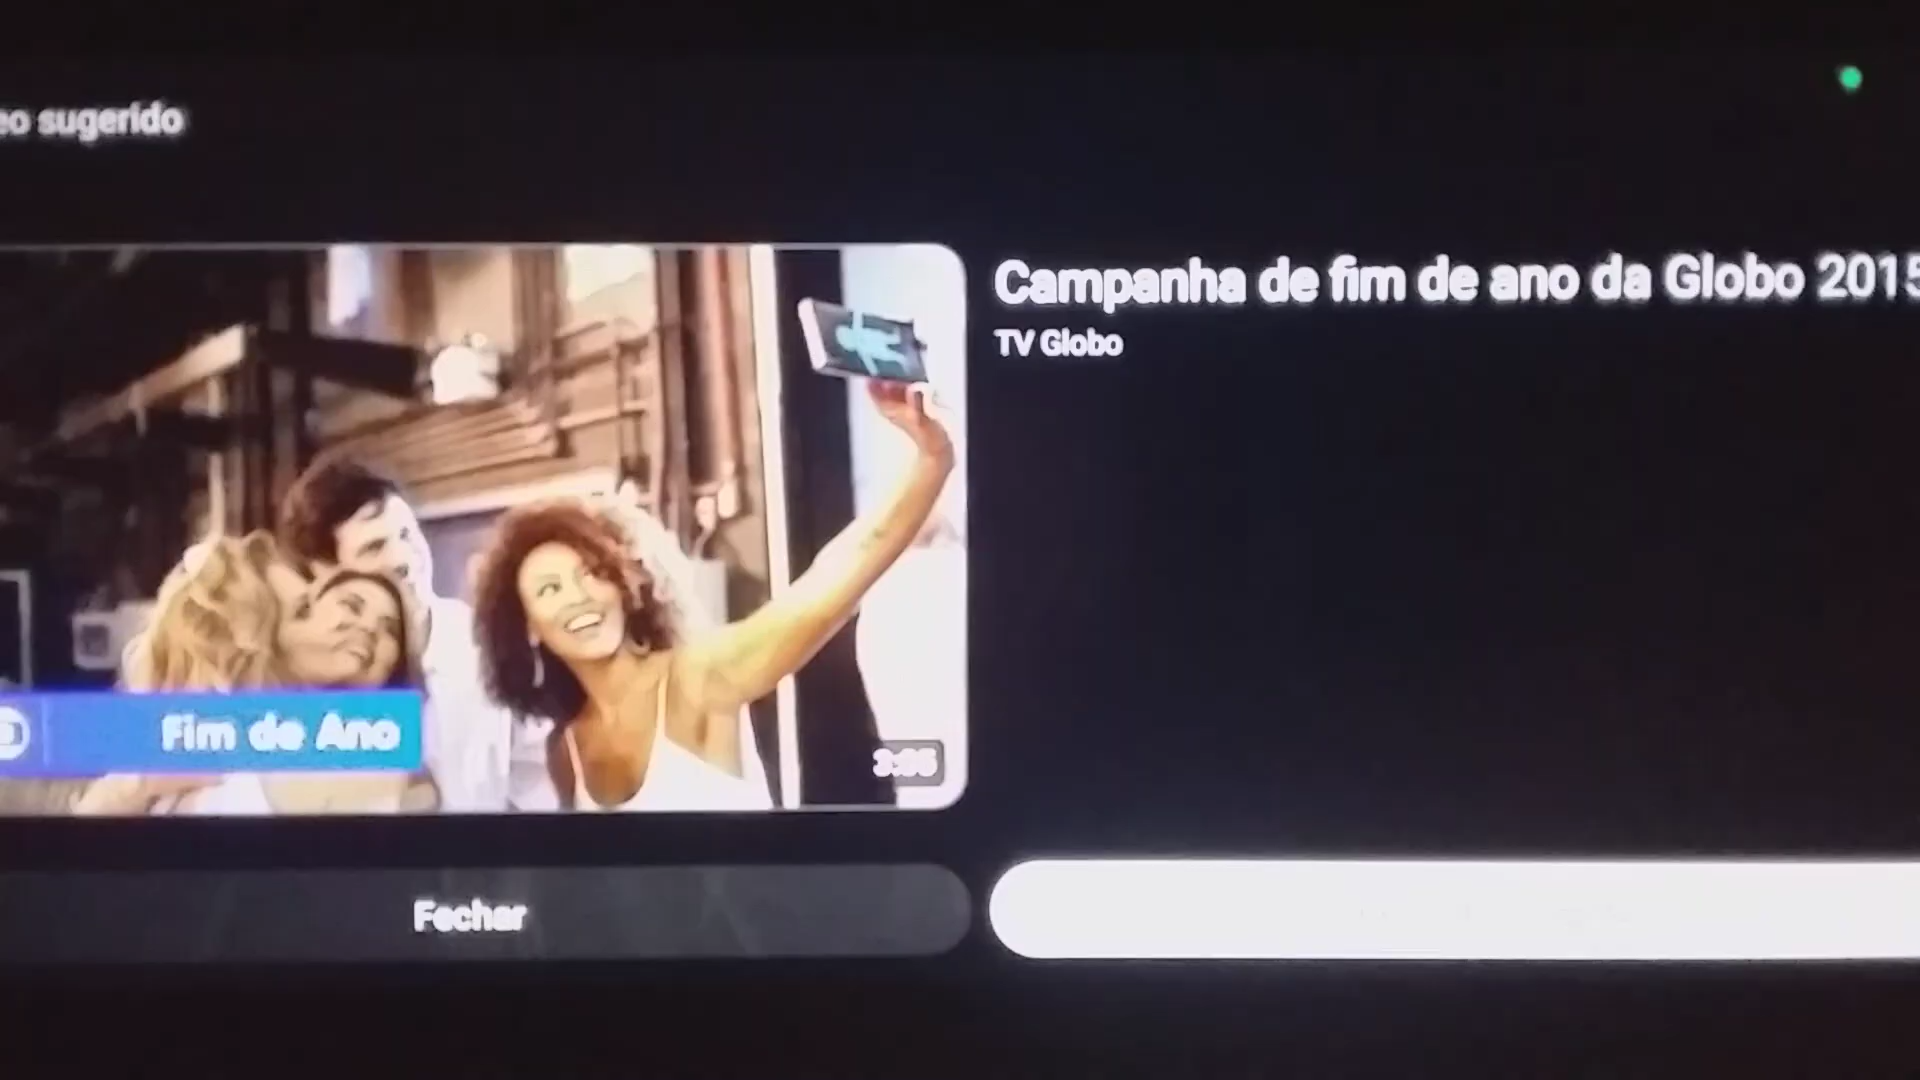 sugerido
Campanha de fim de ano da Globo 2015
TV Globo
Fim de Ano
Fechar